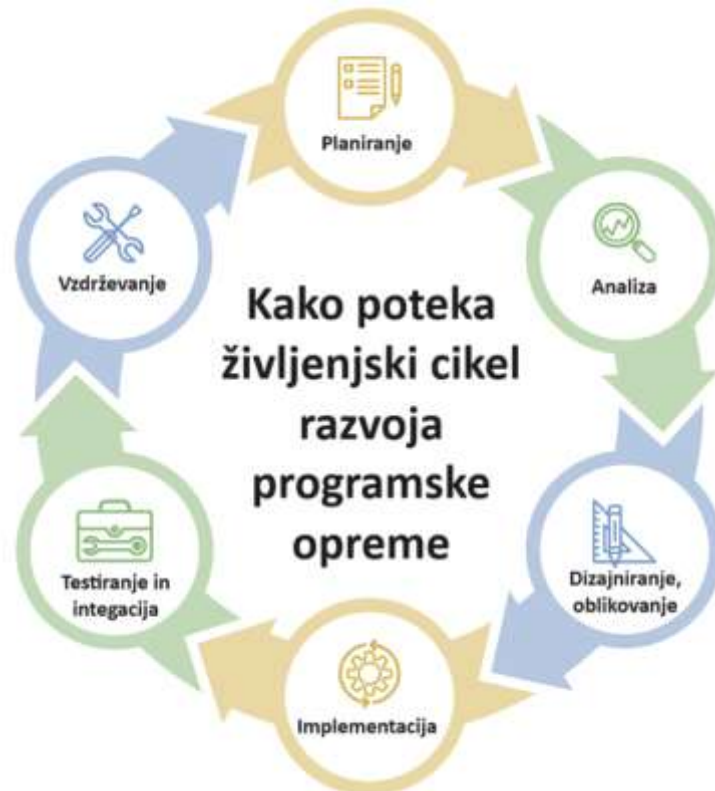 Planiranje
Analiza
Dizajniranje,
oblikovanje
Implementacija
Testiranje in
integacija
Vzdrževanje
Kako poteka
življenjski cikel
razvoja
programske
opreme